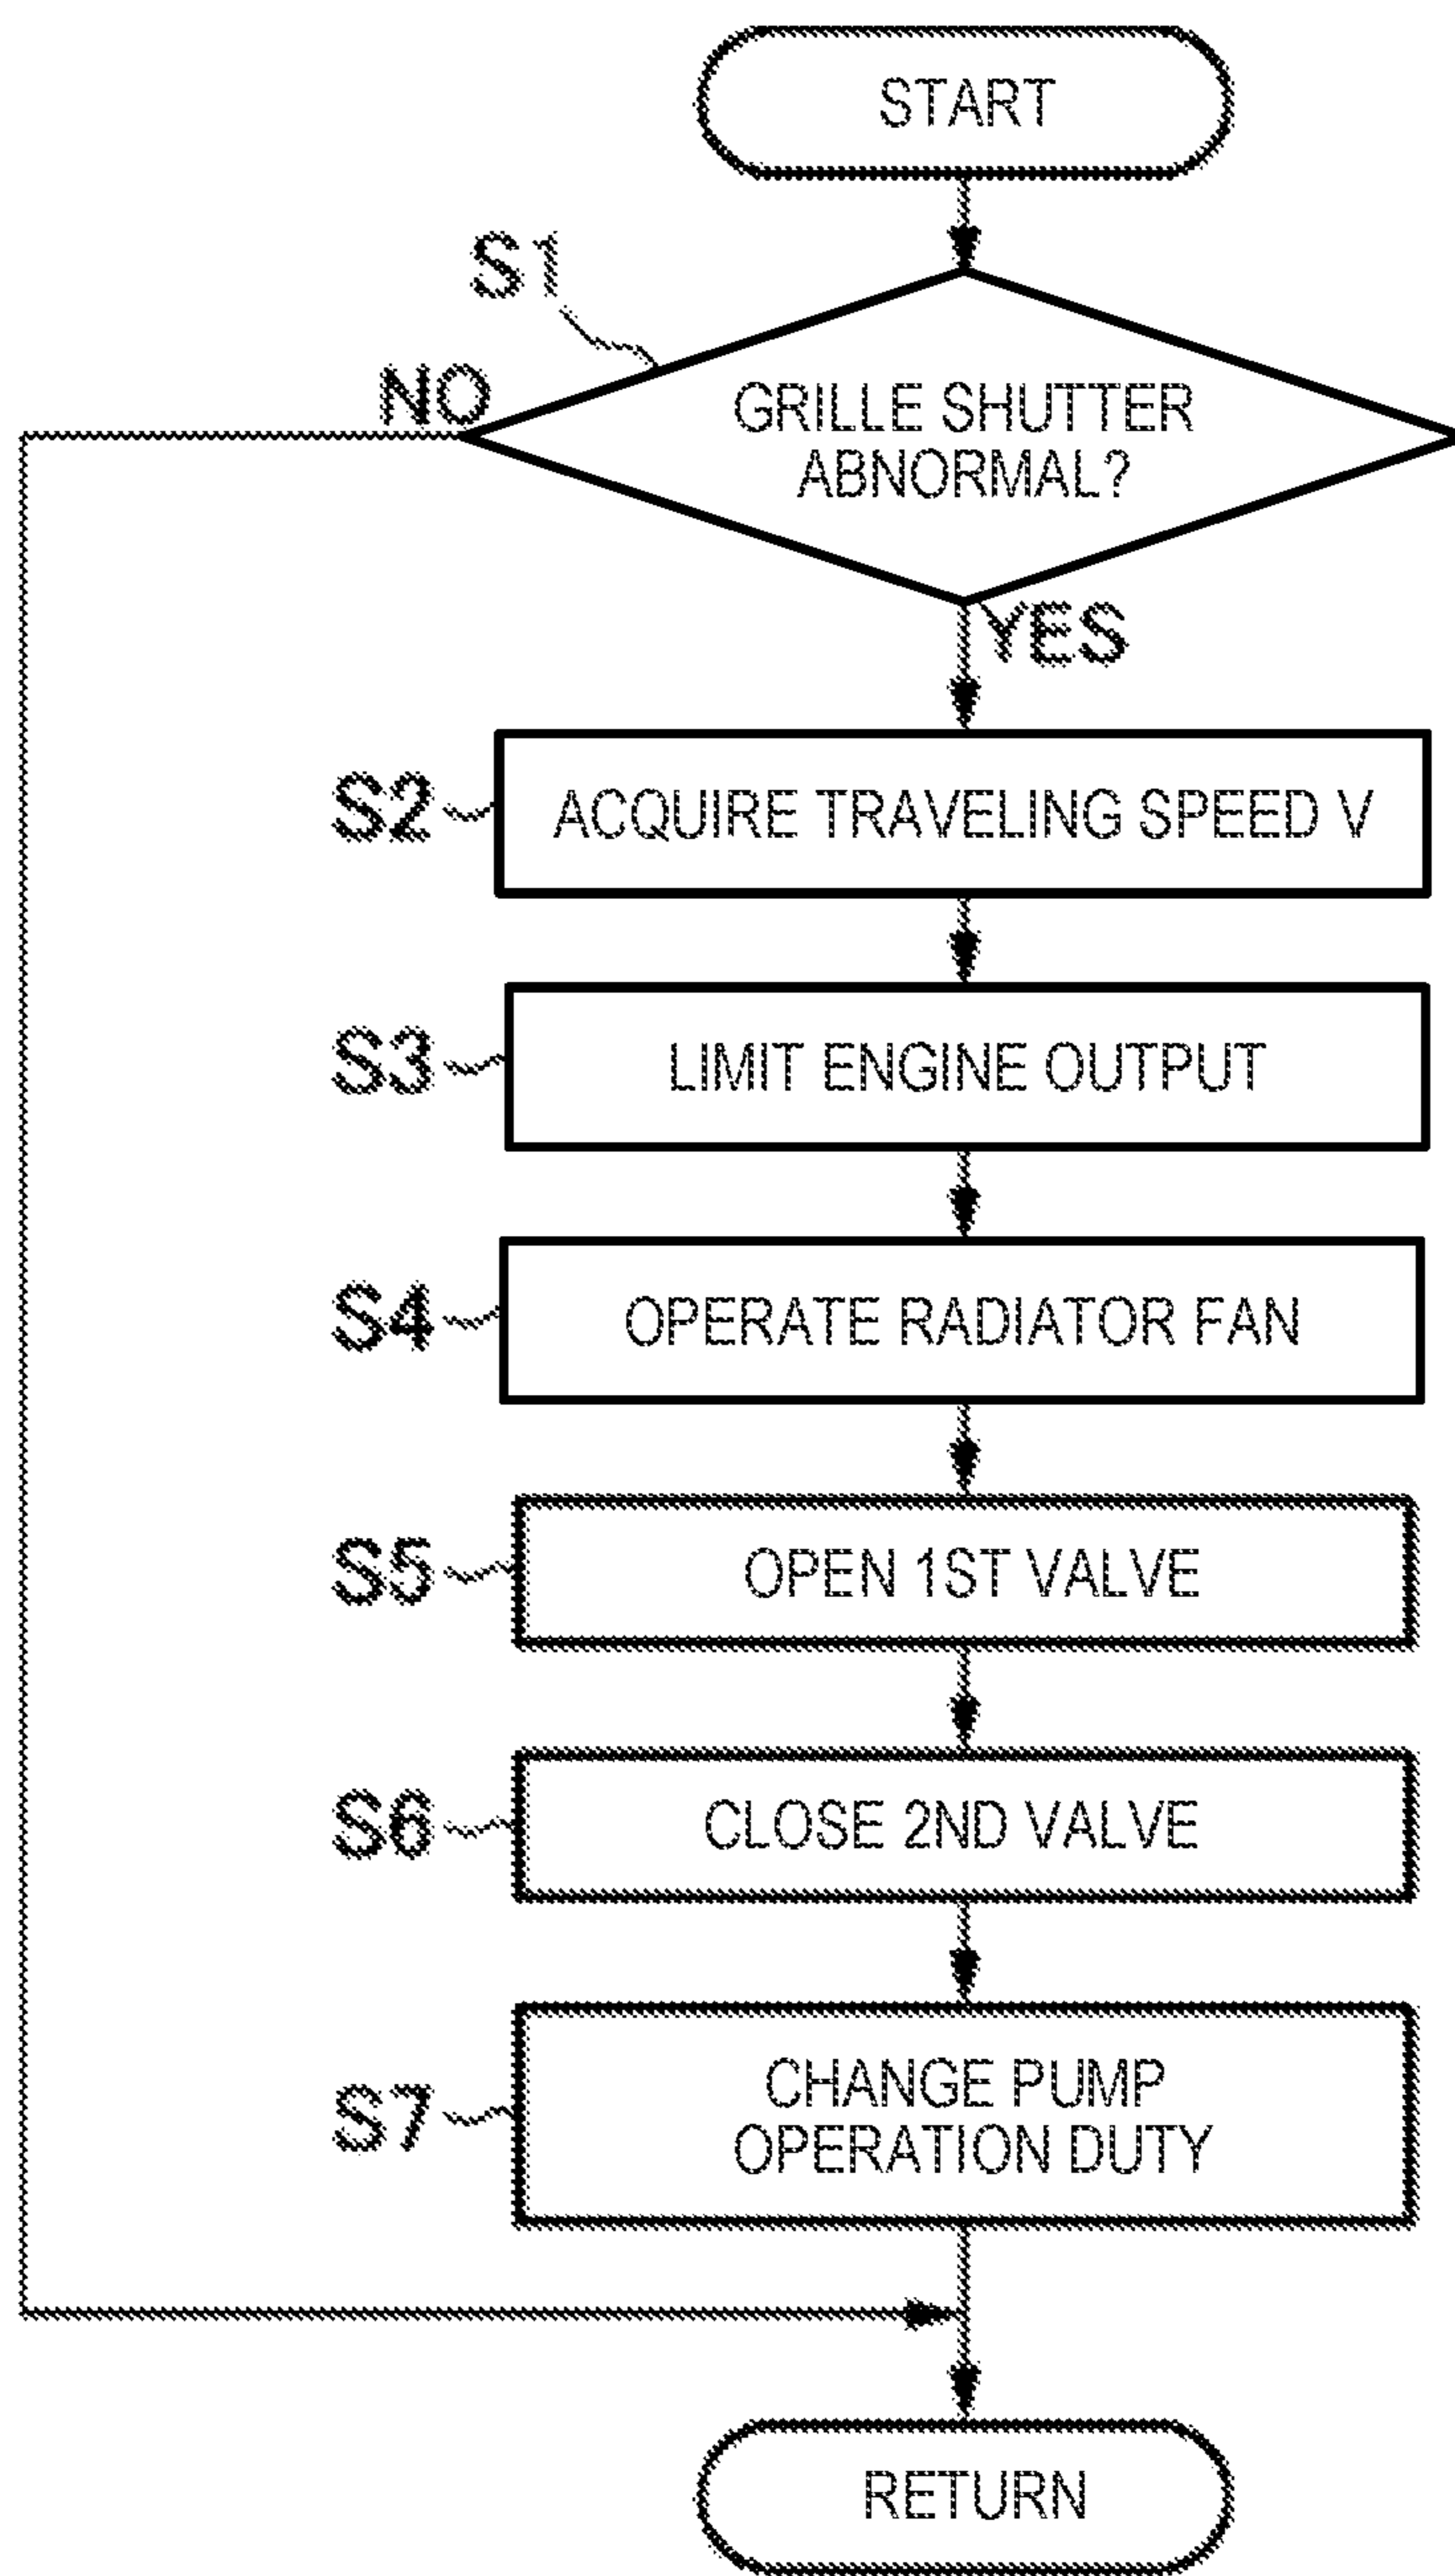 START
S1
NO
GRILLE SHUTTER
ABNORMAL?
YES
S2
ACQUIRE TRAVELING SPEED V
S3
LIMIT ENGINE OUTPUT
S4
OPERATE RADIATOR FAN
S5
OPEN 1ST VALVE
S6
CLOSE 2ND VALVE
S7
CHANGE PUMP
OPERATION DUTY
RETURN